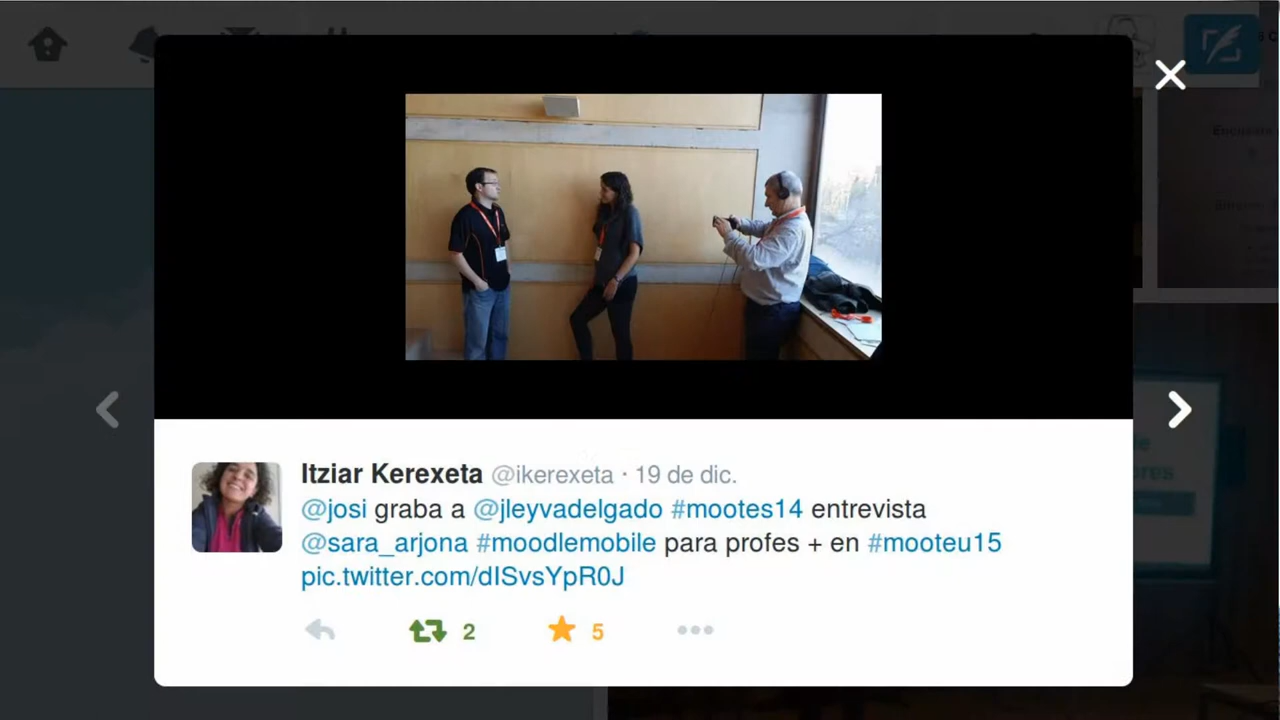 Itziar Kerexeta @ikerexeta · 19 de dic.
@josi graba a @jleyvadelgado #mootes14 entrevista
@sara_arjona #moodlemobile para profes + en #mooteu15
pic.twitter.com/dISvsYpR0J
2 5